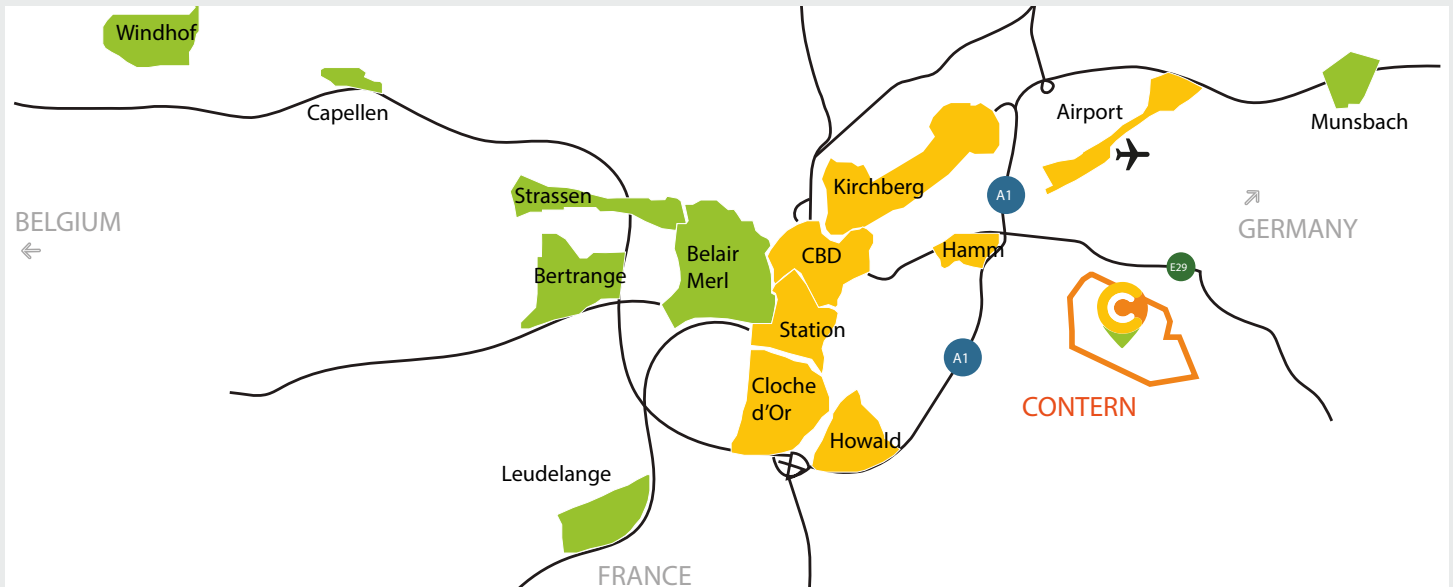 Windhof
Capellen
Airport
Munsbach
Strassen
Kirchberg
A1
BELGIUM
GERMANY
Belair
Merl
CBD
Hamm
Bertrange
E29
Station
A1
Cloche
d'Or
CONTERN
Howald
Leudelange
FRANCE